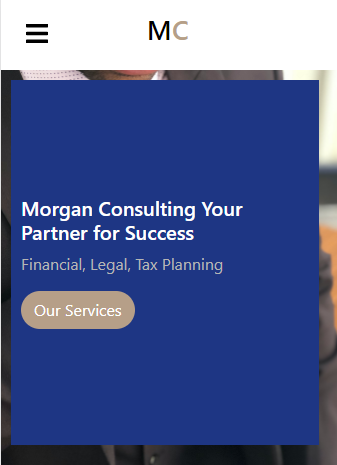 MC
Morgan Consulting Your
Partner for Success
Financial, Legal, Tax Planning
Our Services